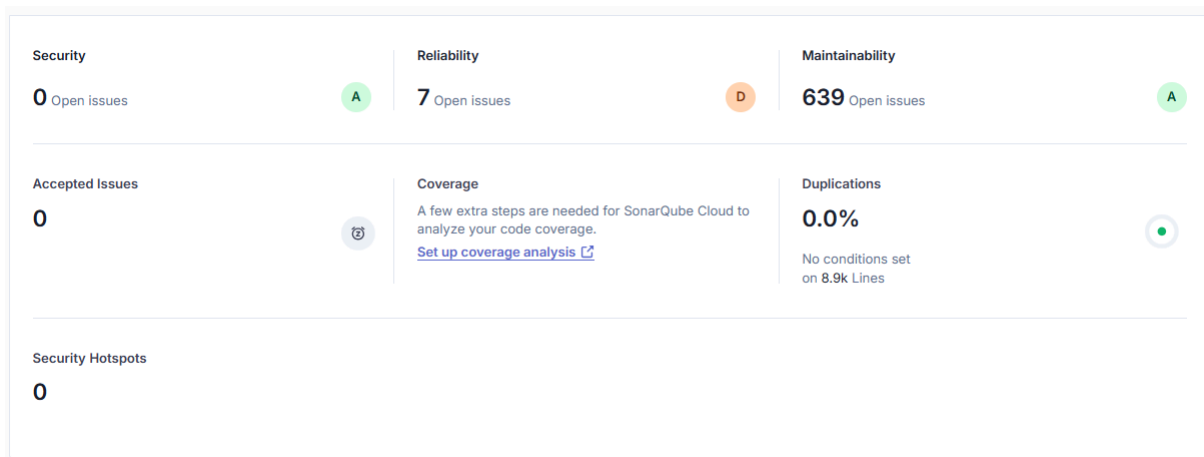 Security
0 Open issues
A
Reliability
7 Open issues
D
Maintainability
639 Open issues
A
Accepted Issues
0
Coverage
A few extra steps are needed for SonarQube Cloud to
analyze your code coverage.
Set up coverage analysis
Duplications
0.0%
No conditions set
on 8.9k Lines
Security Hotspots
0